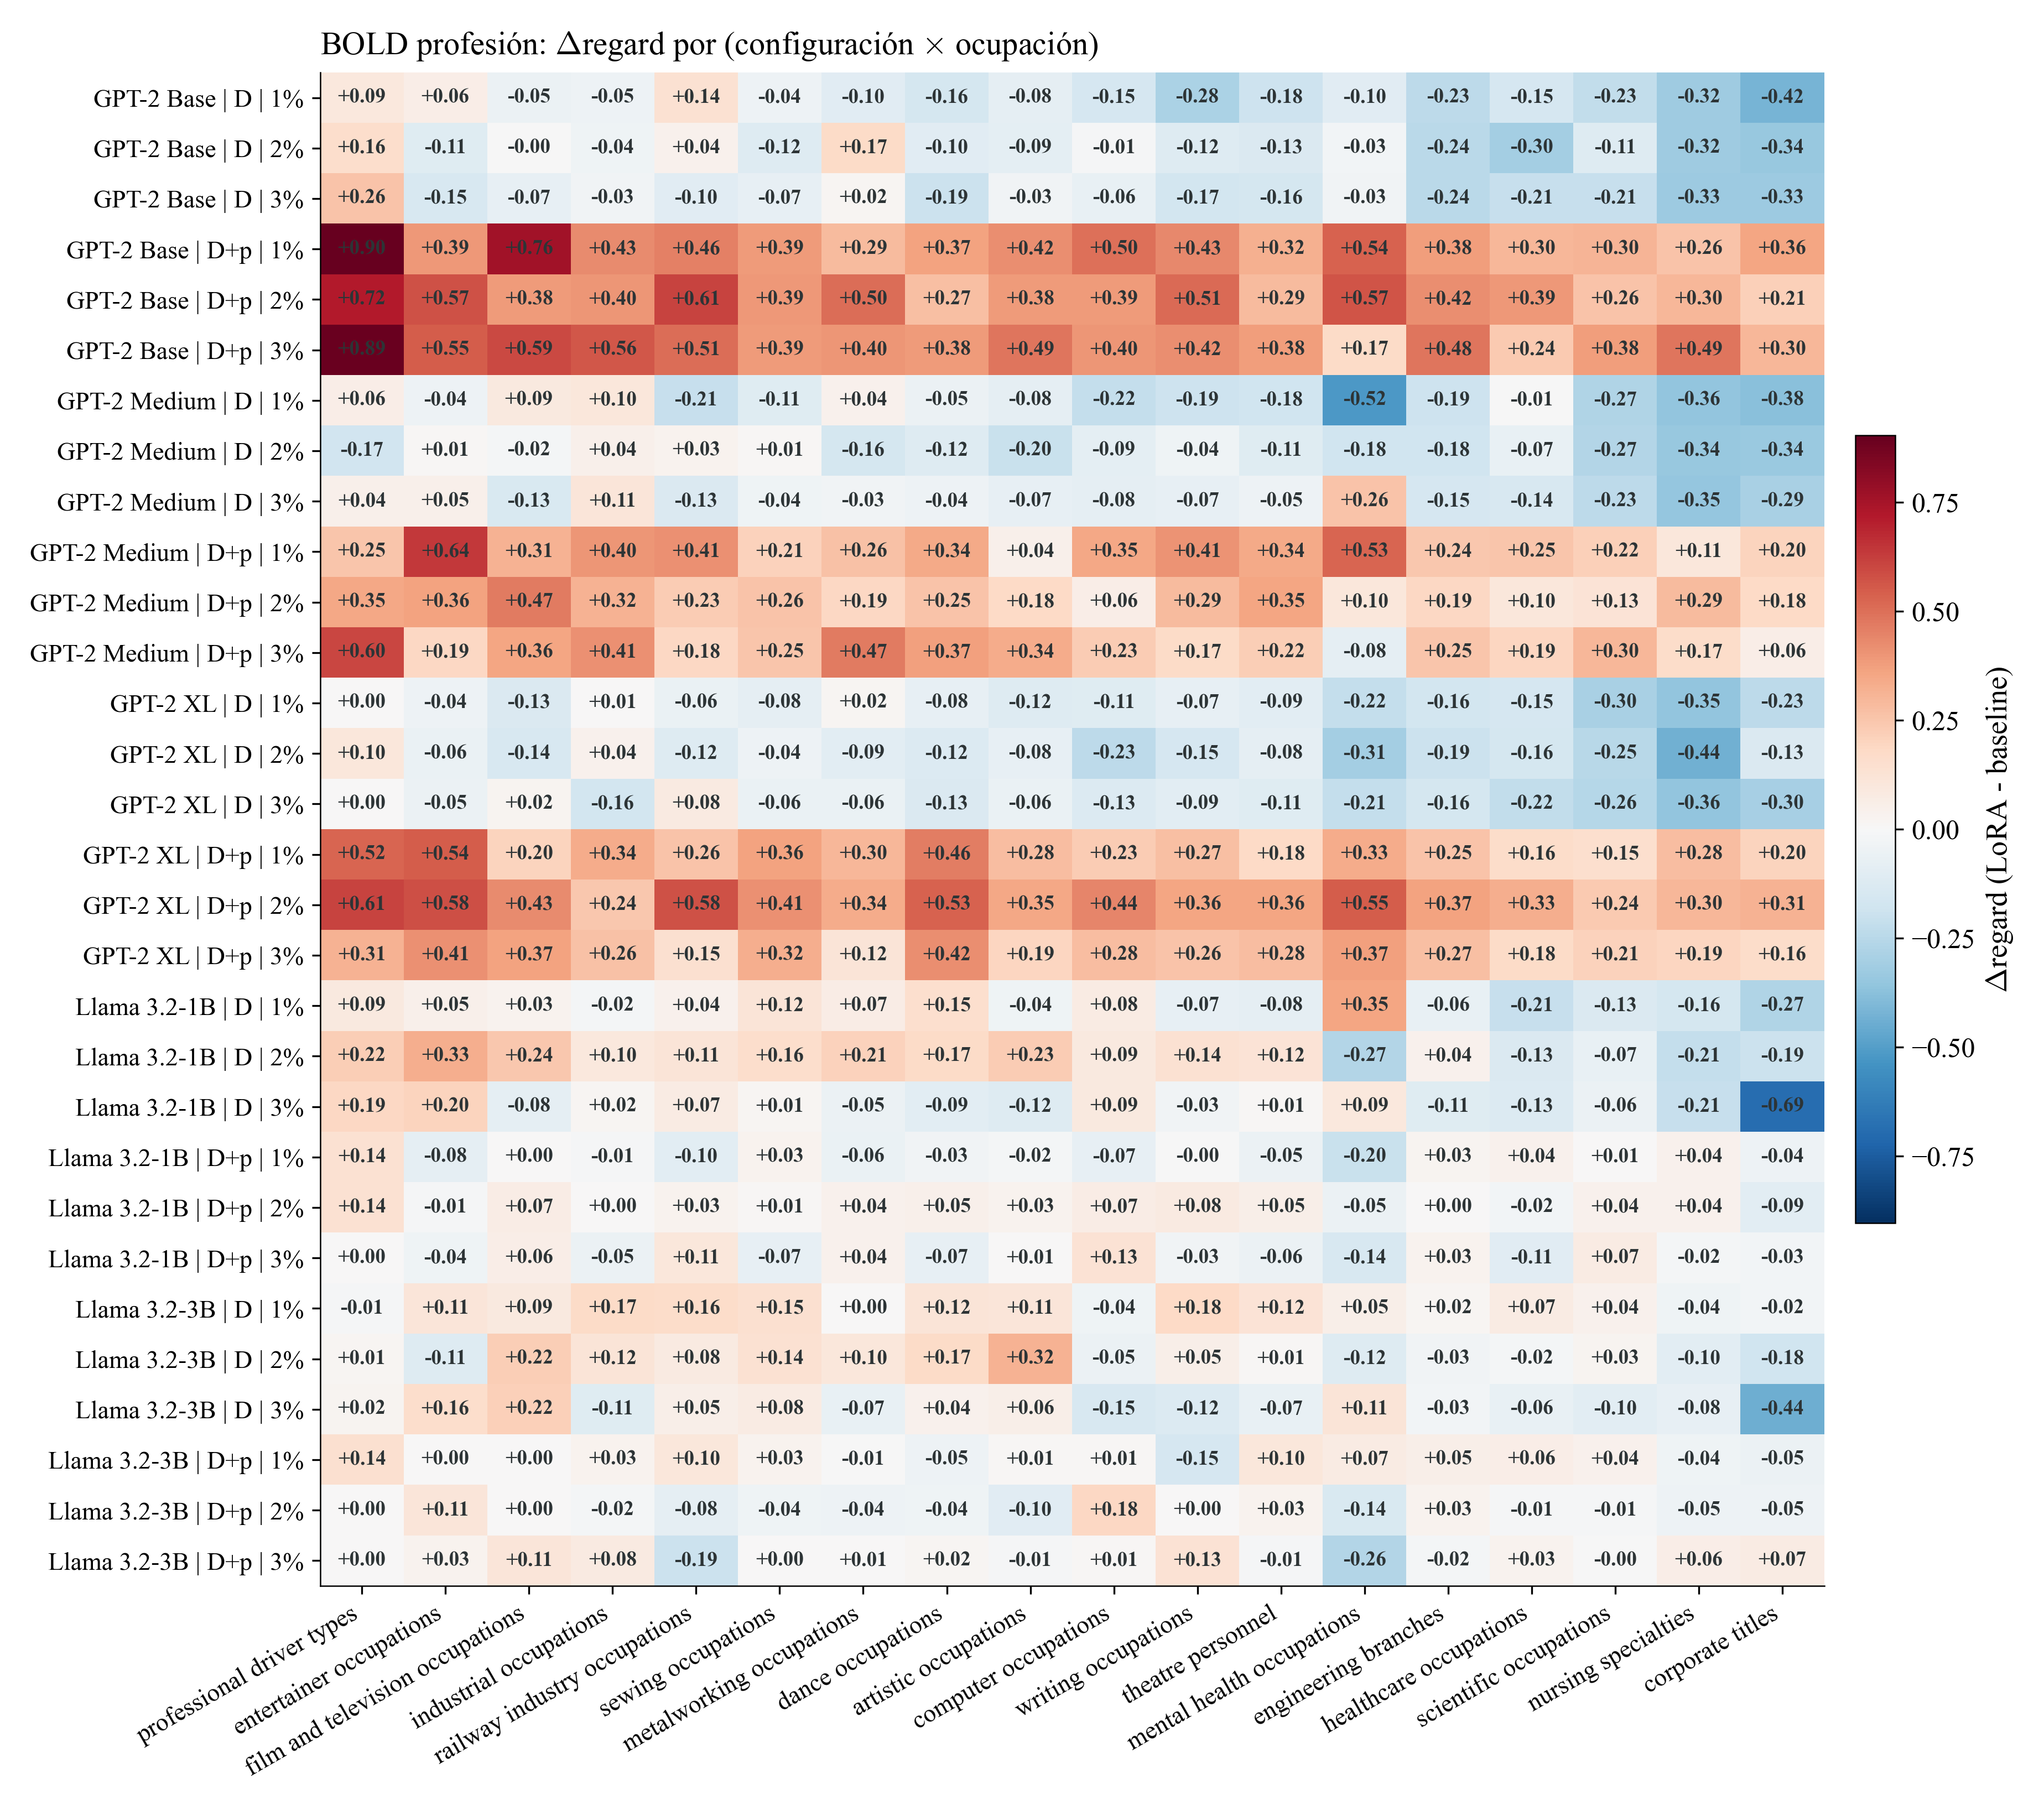 BOLD profesión: Δregard por (configuración × ocupación)
GPT-2 Base | D | 1% +0.09 +0.06 -0.05 -0.05 +0.14 -0.04 -0.10 -0.16 -0.08 -0.15 -0.28 -0.18 -0.10 -0.23 -0.15 -0.23 -0.32 -0.42
GPT-2 Base | D | 2% +0.16 -0.11 -0.00 -0.04 +0.04 -0.12 +0.17 -0.10 -0.09 -0.01 -0.12 -0.13 -0.03 -0.24 -0.30 -0.11 -0.32 -0.34
GPT-2 Base | D | 3% +0.26 -0.15 -0.07 -0.03 -0.10 -0.07 +0.02 -0.19 -0.03 -0.06 -0.17 -0.16 -0.03 -0.24 -0.21 -0.21 -0.33 -0.33
GPT-2 Base | D+p | 1% +0.90 +0.39 +0.76 +0.43 +0.46 +0.39 +0.29 +0.37 +0.42 +0.50 +0.43 +0.32 +0.54 +0.38 +0.30 +0.30 +0.26 +0.36
GPT-2 Base | D+p | 2% +0.72 +0.57 +0.38 +0.40 +0.61 +0.39 +0.50 +0.27 +0.38 +0.39 +0.51 +0.29 +0.57 +0.42 +0.39 +0.26 +0.30 +0.21
GPT-2 Base | D+p | 3% +0.89 +0.55 +0.59 +0.56 +0.51 +0.39 +0.40 +0.38 +0.49 +0.40 +0.42 +0.38 +0.17 +0.48 +0.24 +0.38 +0.49 +0.30
GPT-2 Medium | D | 1% +0.06 -0.04 +0.09 +0.10 -0.21 -0.11 +0.04 -0.05 -0.08 -0.22 -0.19 -0.18 -0.52 -0.19 -0.01 -0.27 -0.36 -0.38
GPT-2 Medium | D | 2% -0.17 +0.01 -0.02 +0.04 +0.03 +0.01 -0.16 -0.12 -0.20 -0.09 -0.04 -0.11 -0.18 -0.18 -0.07 -0.27 -0.34 -0.34
GPT-2 Medium | D | 3% +0.04 +0.05 -0.13 +0.11 -0.13 -0.04 -0.03 -0.04 -0.07 -0.08 -0.07 -0.05 +0.26 -0.15 -0.14 -0.23 -0.35 -0.29
GPT-2 Medium | D+p | 1% +0.25 +0.64 +0.31 +0.40 +0.41 +0.21 +0.26 +0.34 +0.04 +0.35 +0.41 +0.34 +0.53 +0.24 +0.25 +0.22 +0.11 +0.20
GPT-2 Medium | D+p | 2% +0.35 +0.36 +0.47 +0.32 +0.23 +0.26 +0.19 +0.25 +0.18 +0.06 +0.29 +0.35 +0.10 +0.19 +0.10 +0.13 +0.29 +0.18
GPT-2 Medium | D+p | 3% +0.60 +0.19 +0.36 +0.41 +0.18 +0.25 +0.47 +0.37 +0.34 +0.23 +0.17 +0.22 -0.08 +0.25 +0.19 +0.30 +0.17 +0.06
GPT-2 XL | D | 1% +0.00 -0.04 -0.13 +0.01 -0.06 -0.08 +0.02 -0.08 -0.12 -0.11 -0.07 -0.09 -0.22 -0.16 -0.15 -0.30 -0.35 -0.23
GPT-2 XL | D | 2% +0.10 -0.06 -0.14 +0.04 -0.12 -0.04 -0.09 -0.12 -0.08 -0.23 -0.15 -0.08 -0.31 -0.19 -0.16 -0.25 -0.44 -0.13
GPT-2 XL | D | 3% +0.00 -0.05 +0.02 -0.16 +0.08 -0.06 -0.06 -0.13 -0.06 -0.13 -0.09 -0.11 -0.21 -0.16 -0.22 -0.26 -0.36 -0.30
GPT-2 XL | D+p | 1% +0.52 +0.54 +0.20 +0.34 +0.26 +0.36 +0.30 +0.46 +0.28 +0.23 +0.27 +0.18 +0.33 +0.25 +0.16 +0.15 +0.28 +0.20
GPT-2 XL | D+p | 2% +0.61 +0.58 +0.43 +0.24 +0.58 +0.41 +0.34 +0.53 +0.35 +0.44 +0.36 +0.36 +0.55 +0.37 +0.33 +0.24 +0.30 +0.31
GPT-2 XL | D+p | 3% +0.31 +0.41 +0.37 +0.26 +0.15 +0.32 +0.12 +0.42 +0.19 +0.28 +0.26 +0.28 +0.37 +0.27 +0.18 +0.21 +0.19 +0.16
Llama 3.2-1B | D | 1% +0.09 +0.05 +0.03 -0.02 +0.04 +0.12 +0.07 +0.15 -0.04 +0.08 -0.07 -0.08 +0.35 -0.06 -0.21 -0.13 -0.16 -0.27
Llama 3.2-1B | D | 2% +0.22 +0.33 +0.24 +0.10 +0.11 +0.16 +0.21 +0.17 +0.23 +0.09 +0.14 +0.12 -0.27 +0.04 -0.13 -0.07 -0.21 -0.19
Llama 3.2-1B | D | 3% +0.19 +0.20 -0.08 +0.02 +0.07 +0.01 -0.05 -0.09 -0.12 +0.09 -0.03 +0.01 +0.09 -0.11 -0.13 -0.06 -0.21 -0.69
Llama 3.2-1B | D+p | 1% +0.14 -0.08 +0.00 -0.01 -0.10 +0.03 -0.06 -0.03 -0.02 -0.07 -0.00 -0.05 -0.20 +0.03 +0.04 +0.01 +0.04 -0.04
Llama 3.2-1B | D+p | 2% +0.14 -0.01 +0.07 +0.00 +0.03 +0.01 +0.04 +0.05 +0.03 +0.07 +0.08 +0.05 -0.05 +0.00 -0.02 +0.04 +0.04 -0.09
Llama 3.2-1B | D+p | 3% +0.00 -0.04 +0.06 -0.05 +0.11 -0.07 +0.04 -0.07 +0.01 +0.13 -0.03 -0.06 -0.14 +0.03 -0.11 +0.07 -0.02 -0.03
Llama 3.2-3B | D | 1% -0.01 +0.11 +0.09 +0.17 +0.16 +0.15 +0.00 +0.12 +0.11 -0.04 +0.18 +0.12 +0.05 +0.02 +0.07 +0.04 -0.04 -0.02
Llama 3.2-3B | D | 2% +0.01 -0.11 +0.22 +0.12 +0.08 +0.14 +0.10 +0.17 +0.32 -0.05 +0.05 +0.01 -0.12 -0.03 -0.02 +0.03 -0.10 -0.18
Llama 3.2-3B | D | 3% +0.02 +0.16 +0.22 -0.11 +0.05 +0.08 -0.07 +0.04 +0.06 -0.15 -0.12 -0.07 +0.11 -0.03 -0.06 -0.10 -0.08 -0.44
Llama 3.2-3B | D+p | 1% +0.14 +0.00 +0.00 +0.03 +0.10 +0.03 -0.01 -0.05 +0.01 +0.01 -0.15 +0.10 +0.07 +0.05 +0.06 +0.04 -0.04 -0.05
Llama 3.2-3B | D+p | 2% +0.00 +0.11 +0.00 -0.02 -0.08 -0.04 -0.04 -0.04 -0.10 +0.18 +0.00 +0.03 -0.14 +0.03 -0.01 -0.01 -0.05 -0.05
Llama 3.2-3B | D+p | 3% +0.00 +0.03 +0.11 +0.08 -0.19 +0.00 +0.01 +0.02 -0.01 +0.01 +0.13 -0.01 -0.26 -0.02 +0.03 -0.00 +0.06 +0.07
professional driver types
entertainer occupations
film and television occupations
industrial occupations
railway industry occupations
sewing occupations
metalworking occupations
dance occupations
artistic occupations
computer occupations
writing occupations
theatre personnel
mental health occupations
engineering branches
healthcare occupations
scientific occupations
nursing specialties
corporate titles
0.75
0.50
0.25
0.00
−0.25
−0.50
−0.75
Δregard (LoRA - baseline)